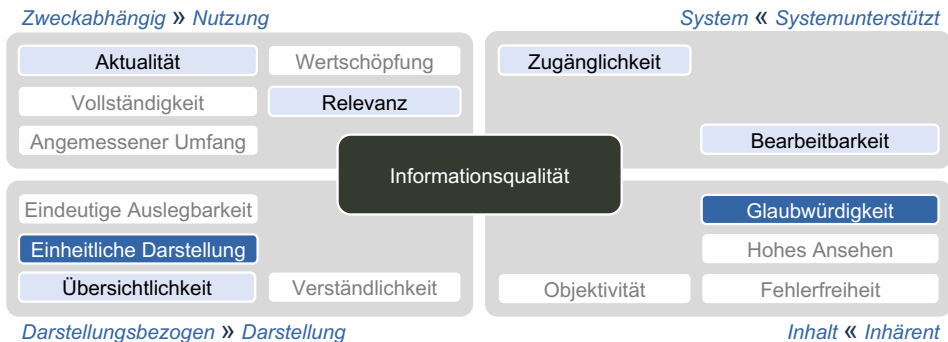 Zweckabhängig » Nutzung
System « Systemunterstützt
Aktualität
Wertschöpfung
Vollständigkeit
Relevanz
Angemessener Umfang
Zugänglichkeit
Bearbeitbarkeit
Informationsqualität
Eindeutige Auslegbarkeit
Einheitliche Darstellung
Übersichtlichkeit
Verständlichkeit
Glaubwürdigkeit
Hohes Ansehen
Objektivität
Fehlerfreiheit
Darstellungsbezogen » Darstellung
Inhalt « Inhärent